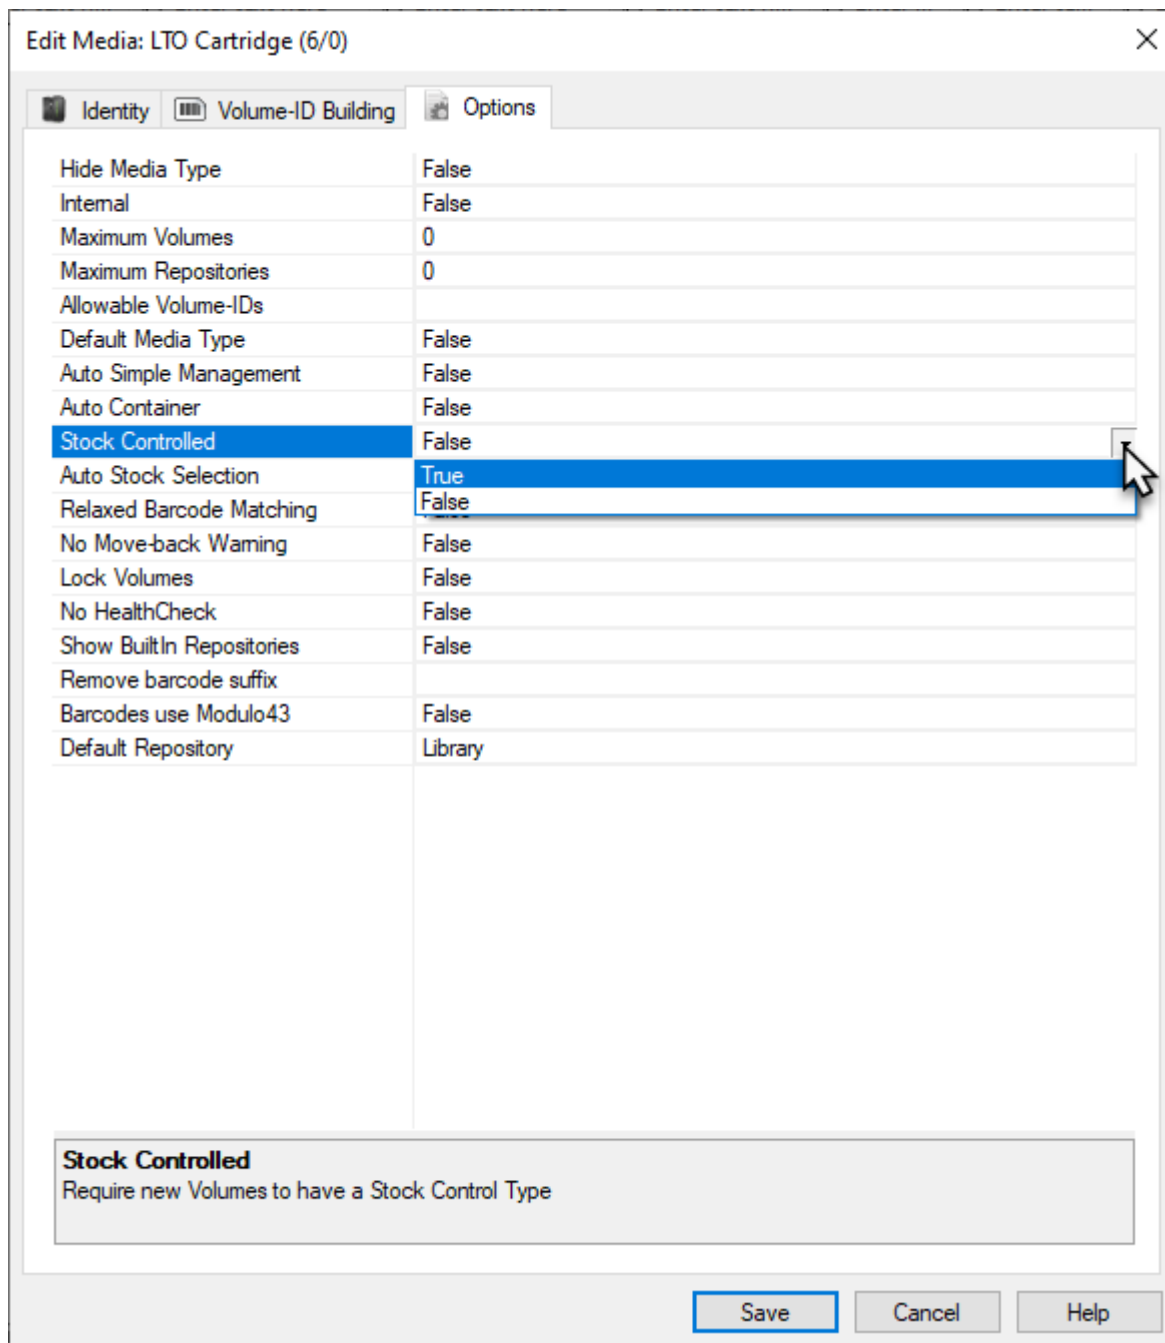 Edit Media: LTO Cartridge (6/0)
Identity Volume-ID Building Options
Hide Media Type False
Internal False
Maximum Volumes 0
Maximum Repositories 0
Allowable Volume-IDs
Default Media Type False
Auto Simple Management False
Auto Container False
Stock Controlled False
Auto Stock Selection True
False
Relaxed Barcode Matching
No Move-back Warning False
Lock Volumes False
No HealthCheck False
Show BuiltIn Repositories False
Remove barcode suffix
Barcodes use Modulo43 False
Default Repository Library
Stock Controlled
Require new Volumes to have a Stock Control Type
Save Cancel Help